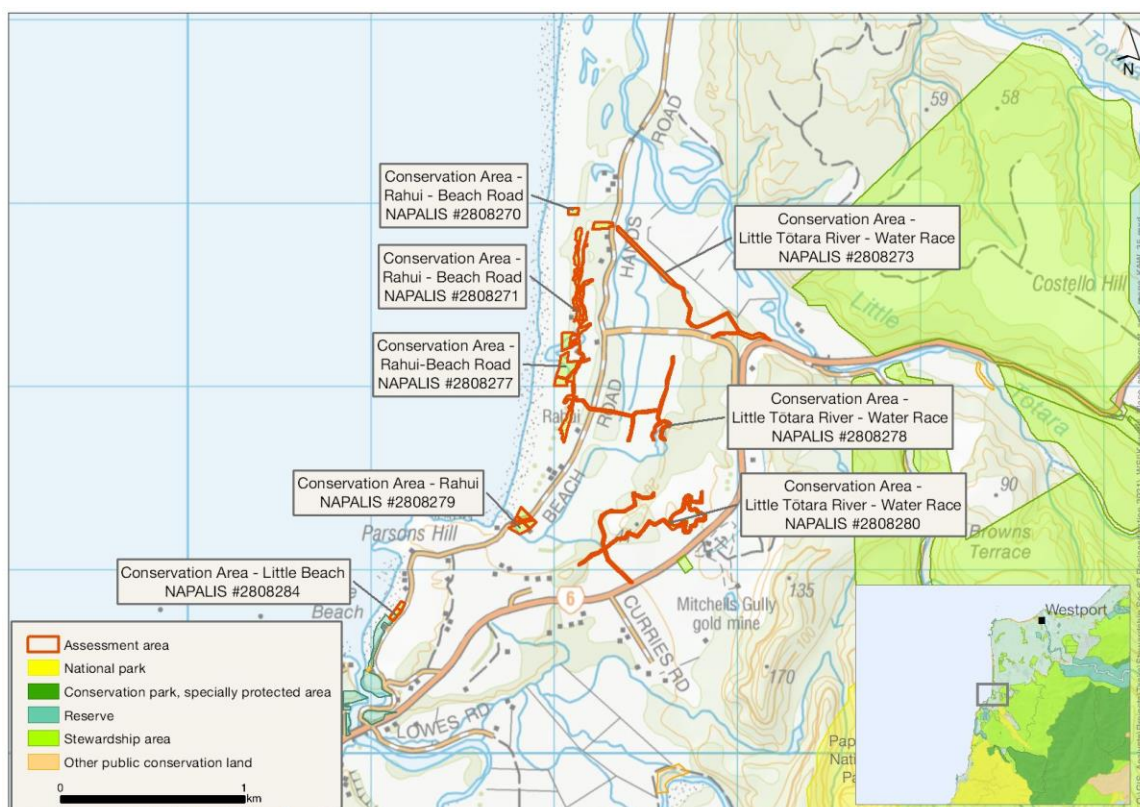 Totara
N
59
58
20
ROAD
HANDS
Conservation Area -
Rahui - Beach Road
NAPALIS #2808270
Conservation Area -
Little Tōtara River - Water Race
NAPALIS #2808273
Conservation Area -
Rahui - Beach Road
NAPALIS #2808271
Costello Hill
Little
Totara
Conservation Area -
Rahui-Beach Road
NAPALIS #2808277
Rahui
ROAD
BEACH
Conservation Area -
Little Tōtara River - Water Race
NAPALIS #2808278
Conservation Area - Rahui
NAPALIS #2808279
Conservation Area -
Little Tōtara River - Water Race
NAPALIS #2808280
90
Browns
Terrace
Parsons Hill
Conservation Area - Little Beach
NAPALIS #2808284
Beach
6
CURRIES RD
Mitchells Gully
gold mine
135
100
170
LOWES RD
Westport
Assessment area
National park
Conservation park, specially protected area
Reserve
Stewardship area
Other public conservation land
0 1
km